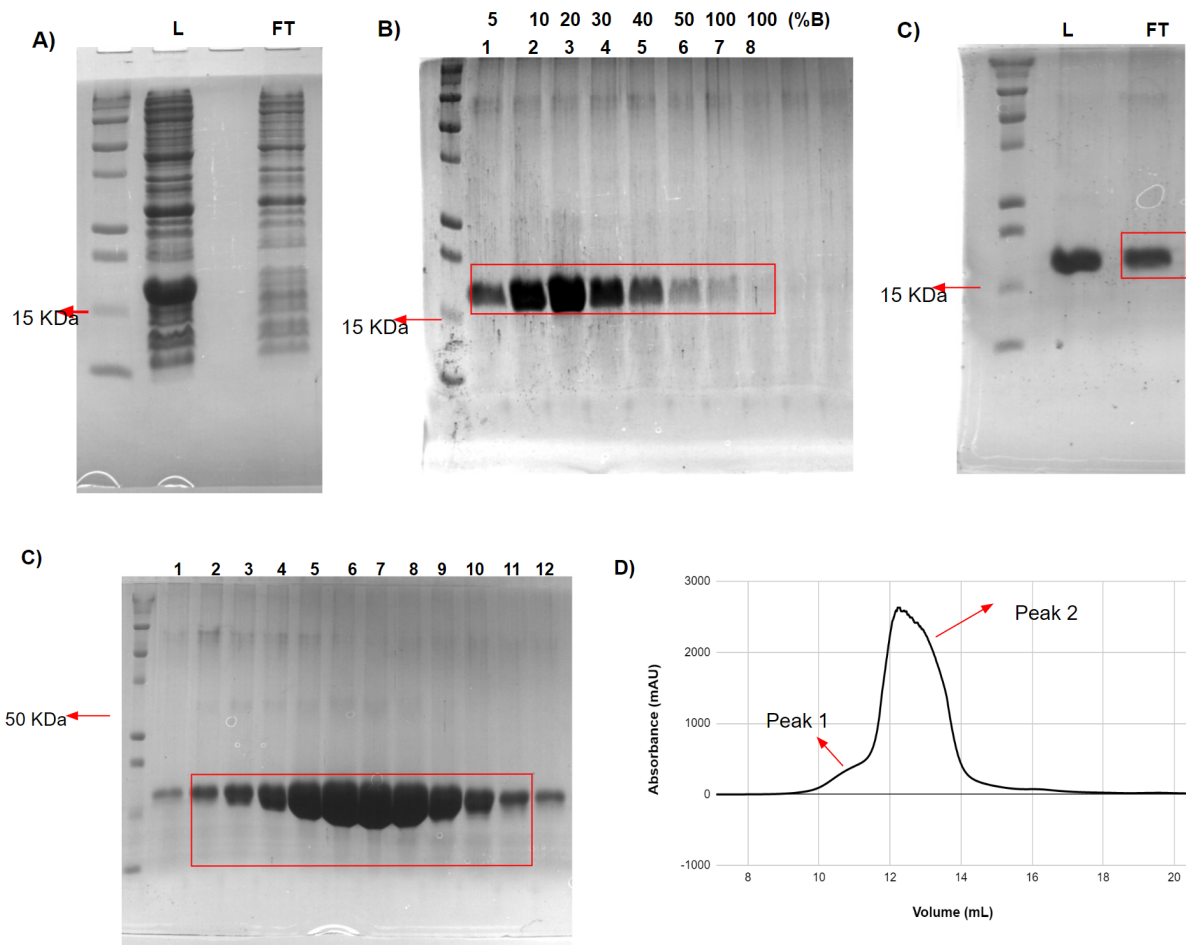 A)
L FT
15 KDa
B)
5 10 20 30 40 50 100 100 (%B)
1 2 3 4 5 6 7 8
15 KDa
C)
L FT
15 KDa
C)
1 2 3 4 5 6 7 8 9 10 11 12
50 KDa
D)
3000
2000
1000
0
-1000
Absorbance (mAU)
Peak 1
Peak 2
8 10 12 14 16 18 20
Volume (mL)